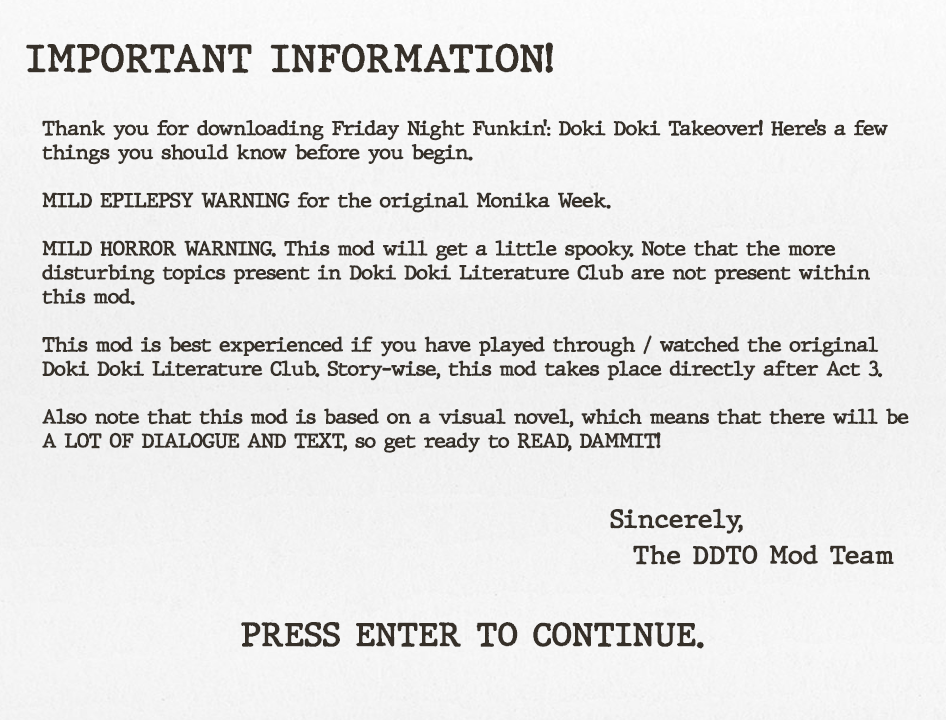 IMPORTANT INFORMATION!
Thank you for downloading Friday Night Funkin': Doki Doki Takeover! Here's a few
things you should know before you begin.
MILD EPILEPSY WARNING for the original Monika Week.
MILD HORROR WARNING. This mod will get a little spooky. Note that the more
disturbing topics present in Doki Doki Literature Club are not present within
this mod.
This mod is best experienced if you have played through / watched the original
Doki Doki Literature Club. Story-wise, this mod takes place directly after Act 3.
Also note that this mod is based on a visual novel, which means that there will be
A LOT OF DIALOGUE AND TEXT, so get ready to READ, DAMMIT!
Sincerely,
The DDTO Mod Team
PRESS ENTER TO CONTINUE.